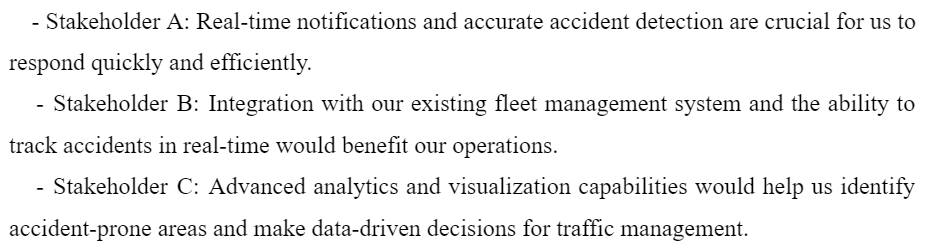 - Stakeholder A: Real-time notifications and accurate accident detection are crucial for us to
respond quickly and efficiently.
- Stakeholder B: Integration with our existing fleet management system and the ability to
track accidents in real-time would benefit our operations.
- Stakeholder C: Advanced analytics and visualization capabilities would help us identify
accident-prone areas and make data-driven decisions for traffic management.